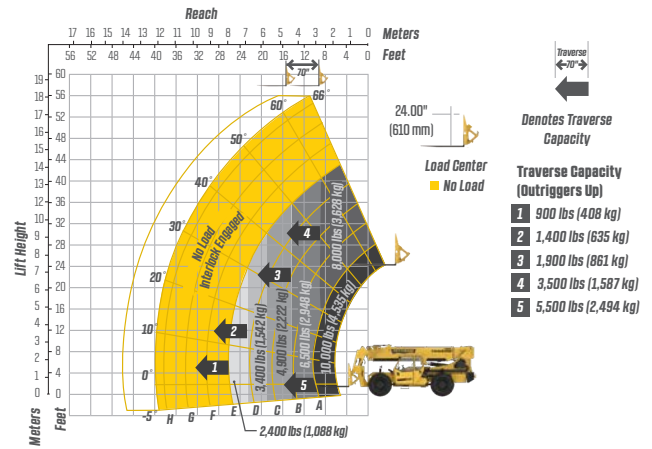 Reach
17 16 15 14 13 12 11 10 9 8 7 6 5 4 3 2 1 0 Meters
56 52 48 44 40 36 32 28 24 20 16 12 8 4 0 Feet
70"
Traverse
70"
Denotes Traverse
Capacity
24.00"
(610 mm)
Load Center
No Load
Traverse Capacity
(Outriggers Up)
1 900 lbs (408 kg)
2 1,400 lbs (635 kg)
3 1,900 lbs (861 kg)
4 3,500 lbs (1,587 kg)
5 5,500 lbs (2,494 kg)
Lift Height
19 18 17 16 15 14 13 12 10 9 8 7 6 5 4 3 2 1 0
Meters
60 56 52 48 44 40 36 32 28 24 20 16 12 8 4 0
Feet
66°
60°
50°
40°
30°
20°
10°
0°
-5°
No Load
Interlock Engaged
4
3
2
1
5
3,400 lbs (1,542 kg)
4,900 lbs (2,222 kg)
6,500 lbs (2,948 kg)
8,000 lbs (3,628 kg)
10,000 lbs (4,535 kg)
H G F E D C B A
2,400 lbs (1,088 kg)